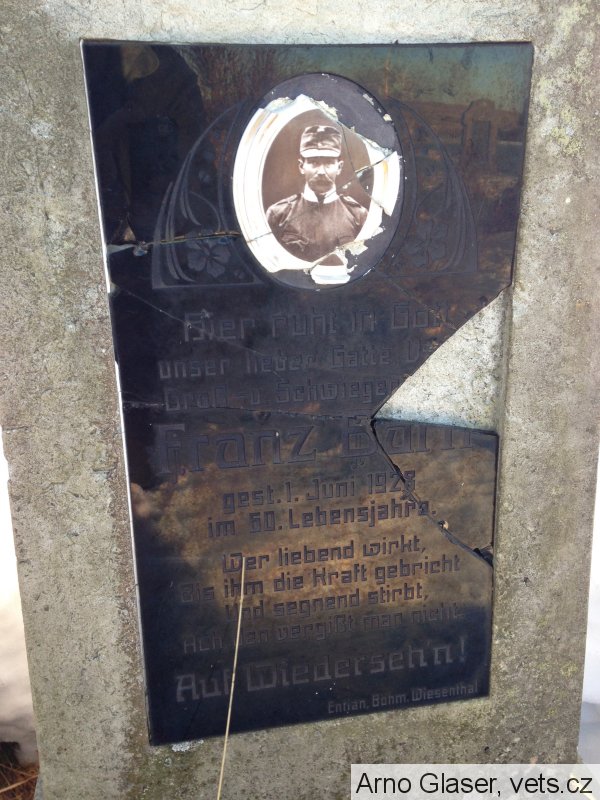 Hier ruht in Gott
unser lieber Gatte
Groß- u. Schwieger
Franz
gest. 1. Juni 1928
im 60. Lebensjahre.
Wer liebend wirkt,
Bis ihm die Kraft gebricht
Und segnend stirbt,
Ach den vergißt man nicht.
Auf Wiederseh'n!
Entjan. Böhm. Wiesenthal
Arno Glaser, vets.cz